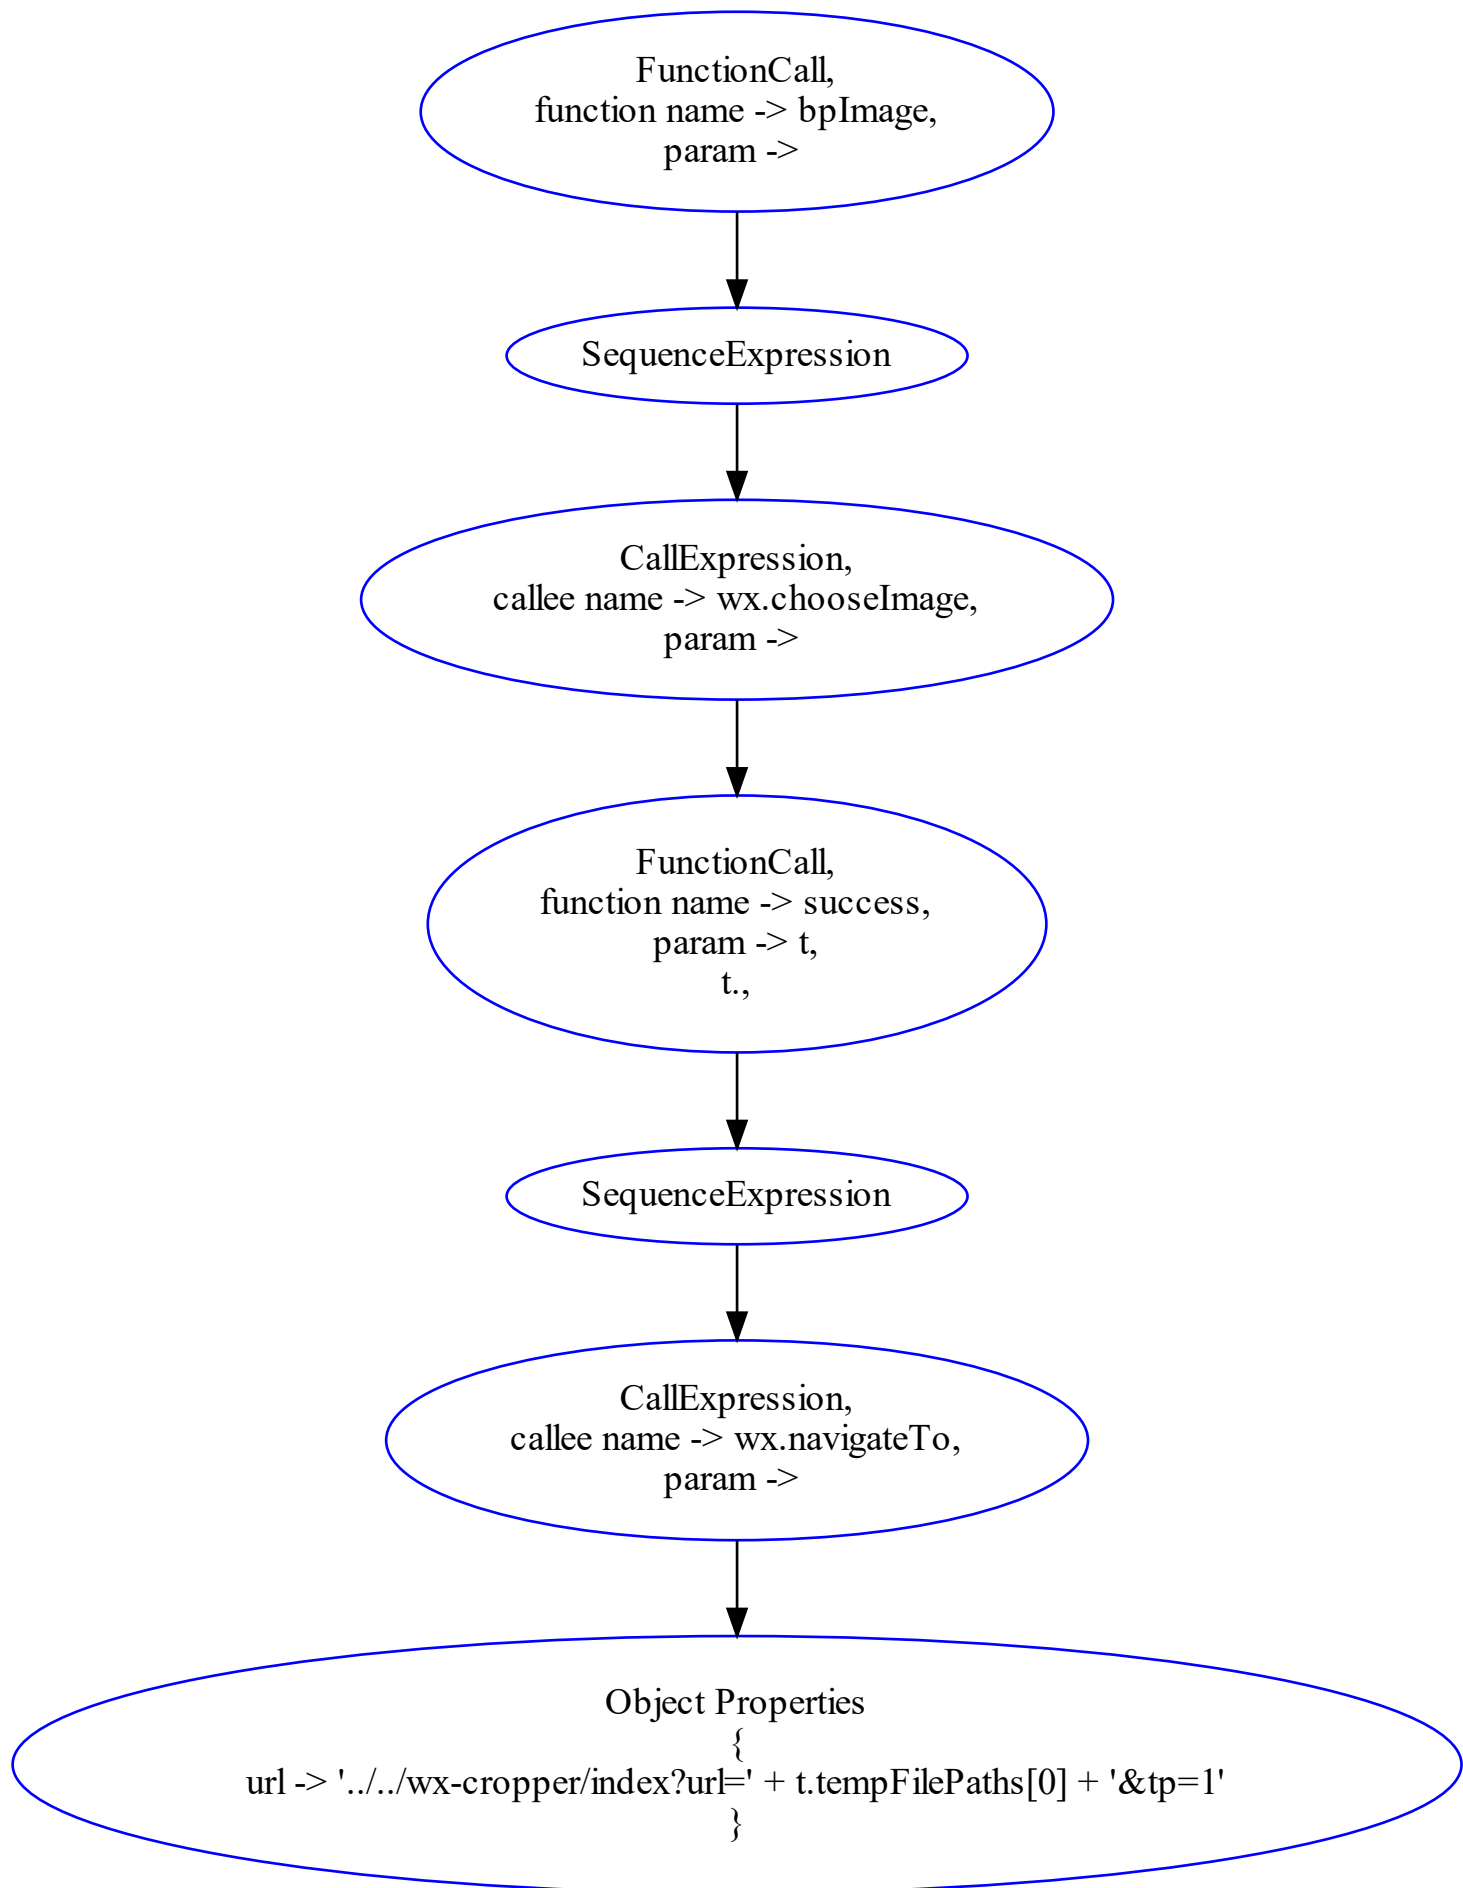 FunctionCall,
function name -> bpImage,
param ->
SequenceExpression
CallExpression,
callee name -> wx.chooseImage,
param ->
FunctionCall,
function name -> success,
param -> t,
t.,
SequenceExpression
CallExpression,
callee name -> wx.navigateTo,
param ->
Object Properties
{
url -> '../../wx-cropper/index?url=' + t.tempFilePaths[0] + '&tp=1'
}